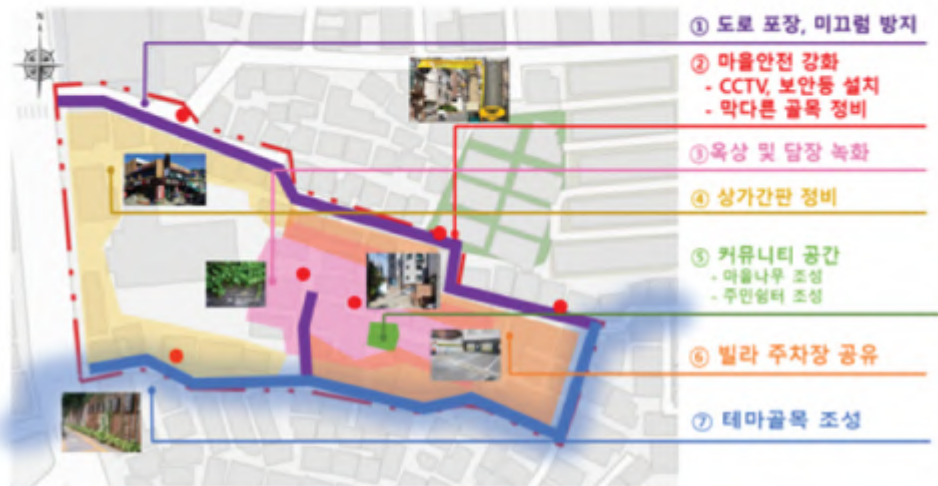 N
① 도로 포장, 미끄럼 방지
② 마을안전 강화
- CCTV, 보안등 설치
- 막다른 골목 정비
③옥상 및 담장 녹화
④ 상가간판 정비
⑤ 커뮤니티 공간
- 마을나무 조성
- 주민쉼터 조성
⑥ 빌라 주차장 공유
⑦ 테마골목 조성